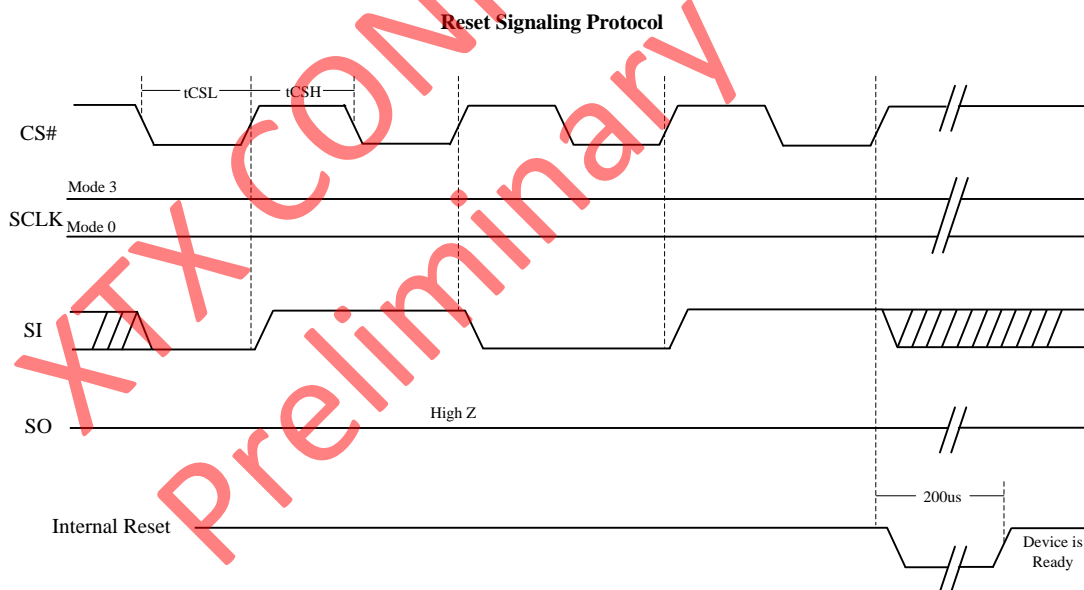 Reset Signaling Protocol
tCSL
tCSH
CS#
Mode 3
SCLK
Mode 0
SI
High Z
SO
200us
Internal Reset
Device is
Ready
XTX CON
Preliminary